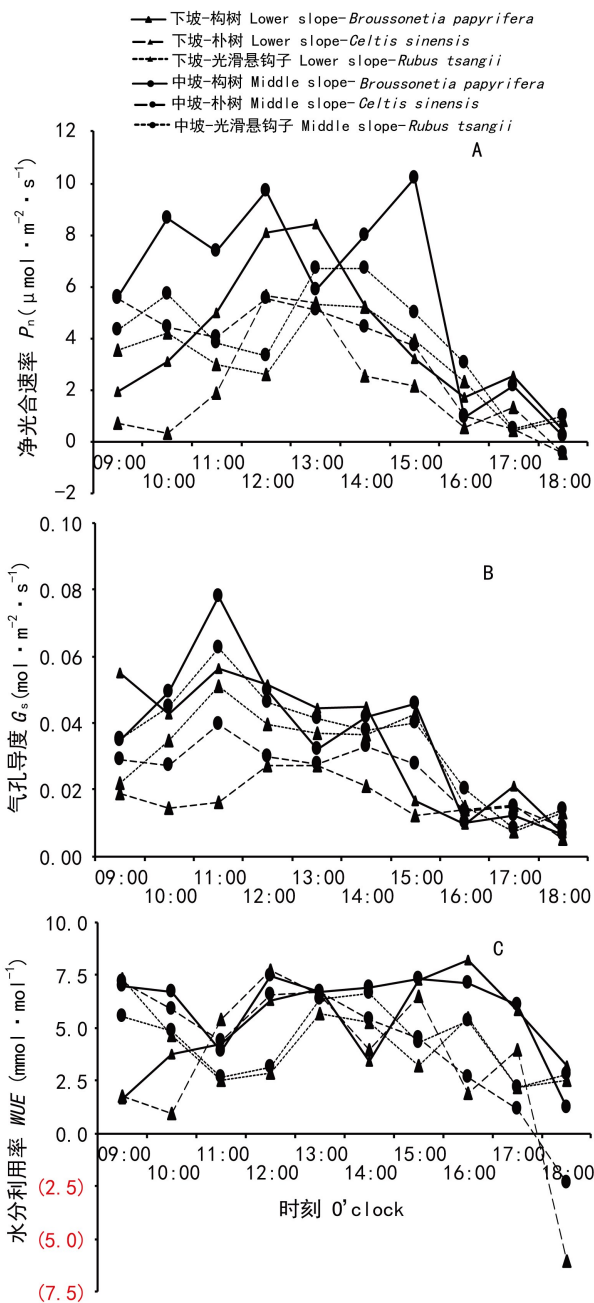 下坡-构树 Lower slope-Broussonetia papyrifera
下坡-朴树 Lower slope-Celtis sinensis
下坡-光滑悬钩子 Lower slope-Rubus tsangii
中坡-构树 Middle slope-Broussonetia papyrifera
中坡-朴树 Middle slope-Celtis sinensis
中坡-光滑悬钩子 Middle slope-Rubus tsangii
A
净光合速率 Pn(μmol·m⁻²·s⁻¹)
12
10
8
6
4
2
0
-2
09:00 11:00 13:00 15:00 17:00
10:00 12:00 14:00 16:00 18:00
B
气孔导度 Gs(mol·m⁻²·s⁻¹)
0.10
0.08
0.06
0.04
0.02
0.00
09:00 11:00 13:00 15:00 17:00
10:00 12:00 14:00 16:00 18:00
C
水分利用率 WUE (mmol·mol⁻¹)
10.0
7.5
5.0
2.5
0.0
(2.5)
(5.0)
(7.5)
09:00 11:00 13:00 15:00 17:00
10:00 12:00 14:00 16:00 18:00
时刻 O'clock